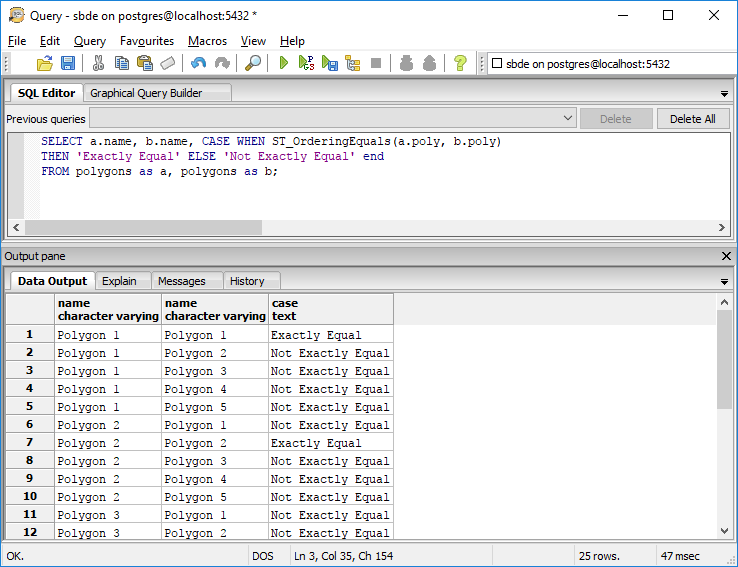 Query - sbde on postgres@localhost:5432 *
File Edit Query Favourites Macros View Help
sbde on postgres@localhost:5432
SQL Editor Graphical Query Builder
Previous queries Delete Delete All
SELECT a.name, b.name, CASE WHEN ST_OrderingEquals(a.poly, b.poly)
THEN 'Exactly Equal' ELSE 'Not Exactly Equal' end
FROM polygons as a, polygons as b;
Output pane
Data Output Explain Messages History
name name case
character varying character varying text
1 Polygon 1 Polygon 1 Exactly Equal
2 Polygon 1 Polygon 2 Not Exactly Equal
3 Polygon 1 Polygon 3 Not Exactly Equal
4 Polygon 1 Polygon 4 Not Exactly Equal
5 Polygon 1 Polygon 5 Not Exactly Equal
6 Polygon 2 Polygon 1 Not Exactly Equal
7 Polygon 2 Polygon 2 Exactly Equal
8 Polygon 2 Polygon 3 Not Exactly Equal
9 Polygon 2 Polygon 4 Not Exactly Equal
10 Polygon 2 Polygon 5 Not Exactly Equal
11 Polygon 3 Polygon 1 Not Exactly Equal
12 Polygon 3 Polygon 2 Not Exactly Equal
OK. DOS Ln 3, Col 35, Ch 154 25 rows. 47 msec